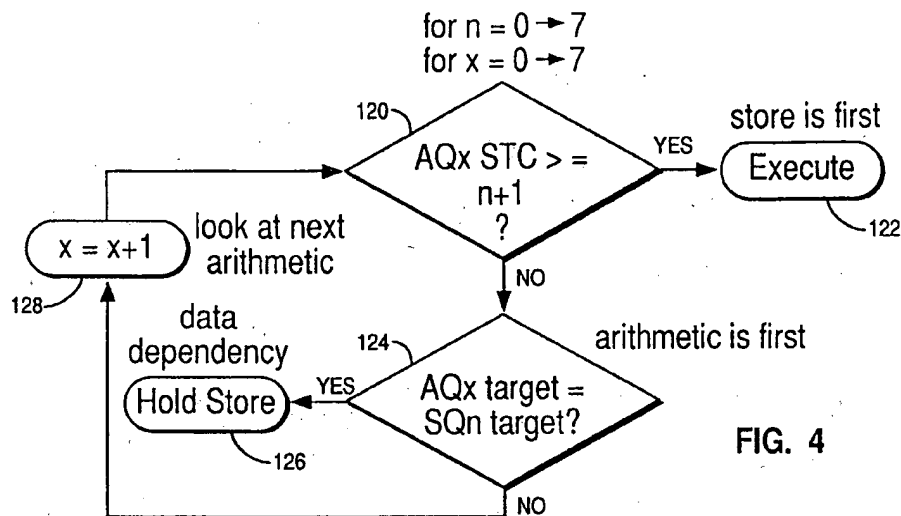 for n = 0 → 7
for x = 0 → 7
120
AQx STC > =
n+1
?
YES
store is first
Execute
122
x = x+1
128
look at next
arithmetic
NO
data
dependency
124
arithmetic is first
Hold Store
126
YES
AQx target =
SQn target?
NO
FIG. 4